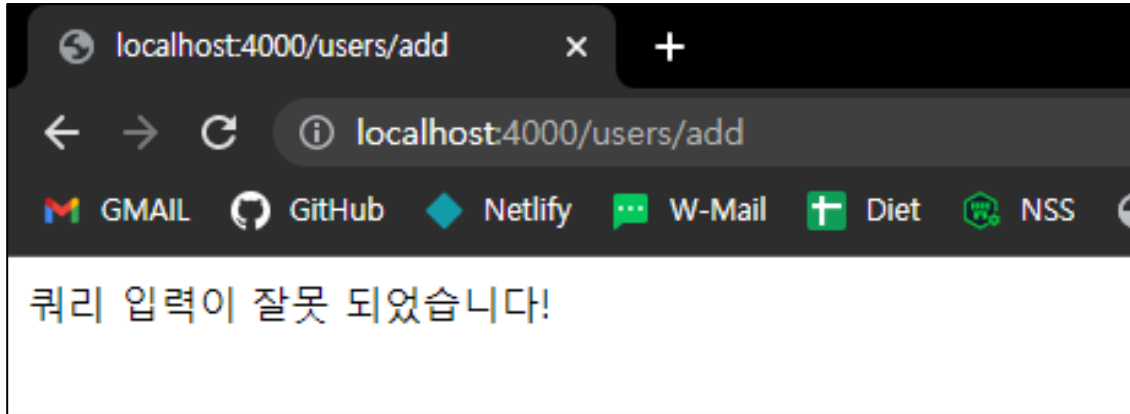 localhost:4000/users/add
localhost:4000/users/add
GMAIL GitHub Netlify W-Mail Diet NSS
쿼리 입력이 잘못 되었습니다!